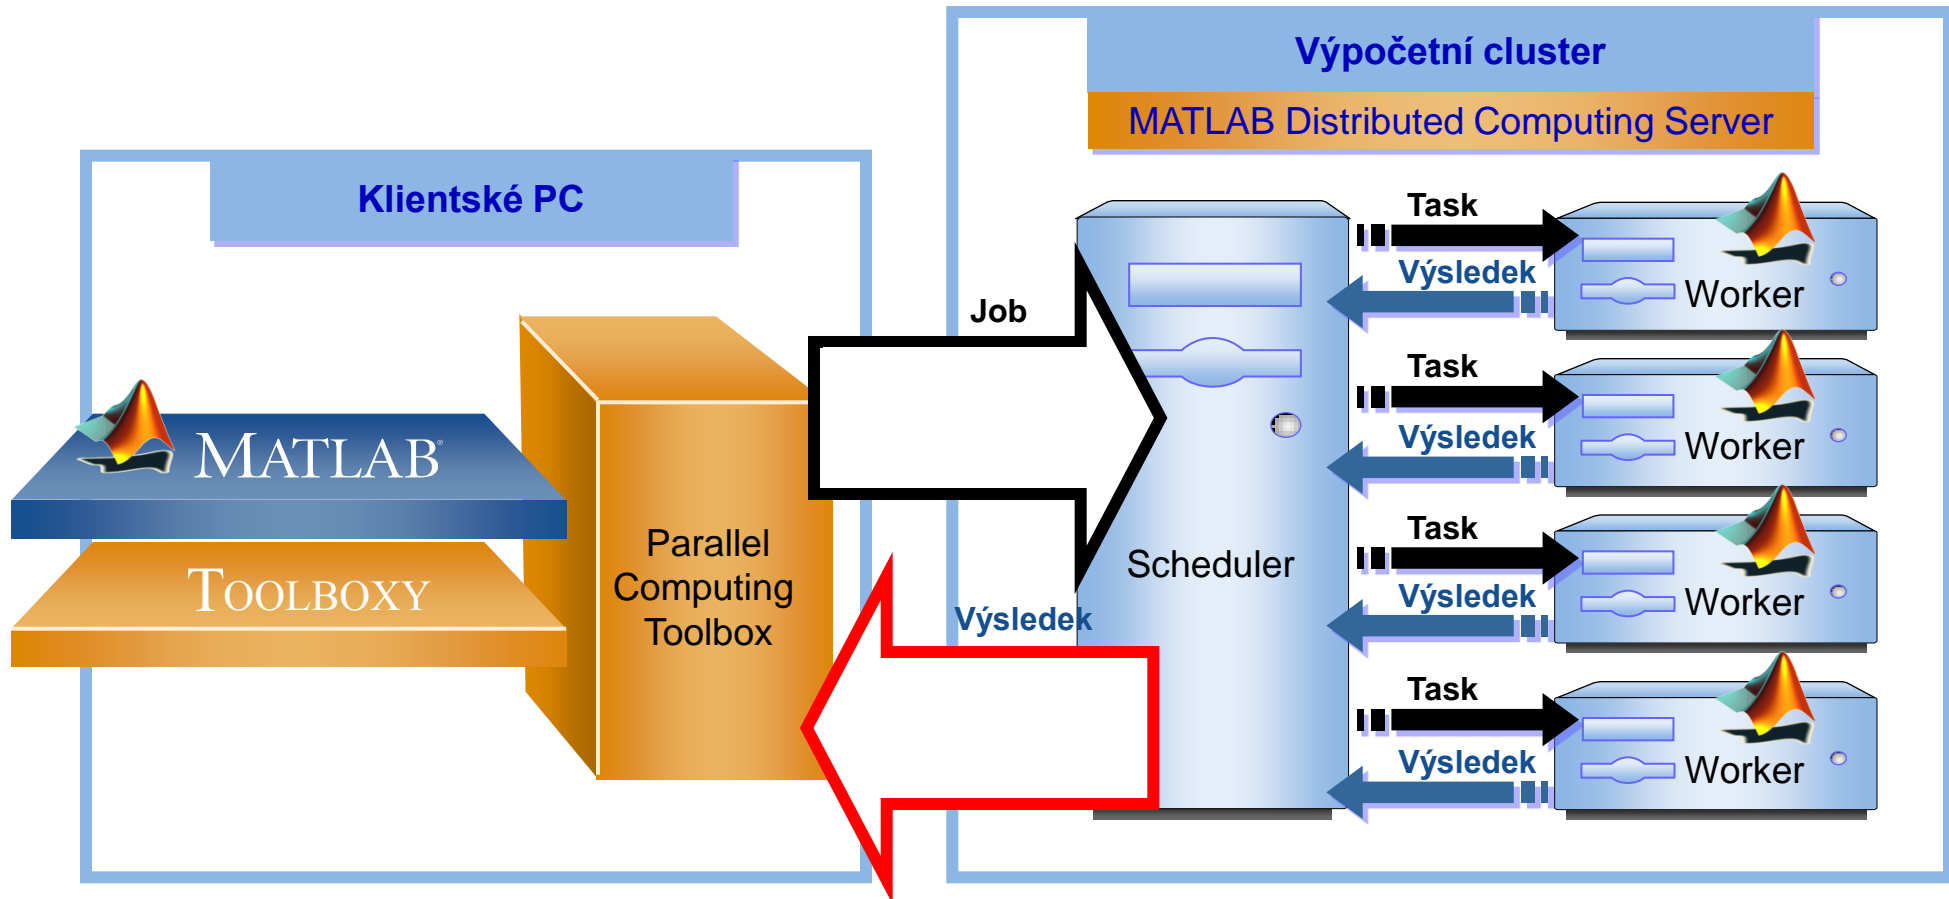 Výpočetní cluster
MATLAB Distributed Computing Server
Klientské PC
MATLAB®
TOOLBOXY
Parallel
Computing
Toolbox
Job
Výsledek
Scheduler
Task
Výsledek
Worker
Task
Výsledek
Worker
Task
Výsledek
Worker
Task
Výsledek
Worker